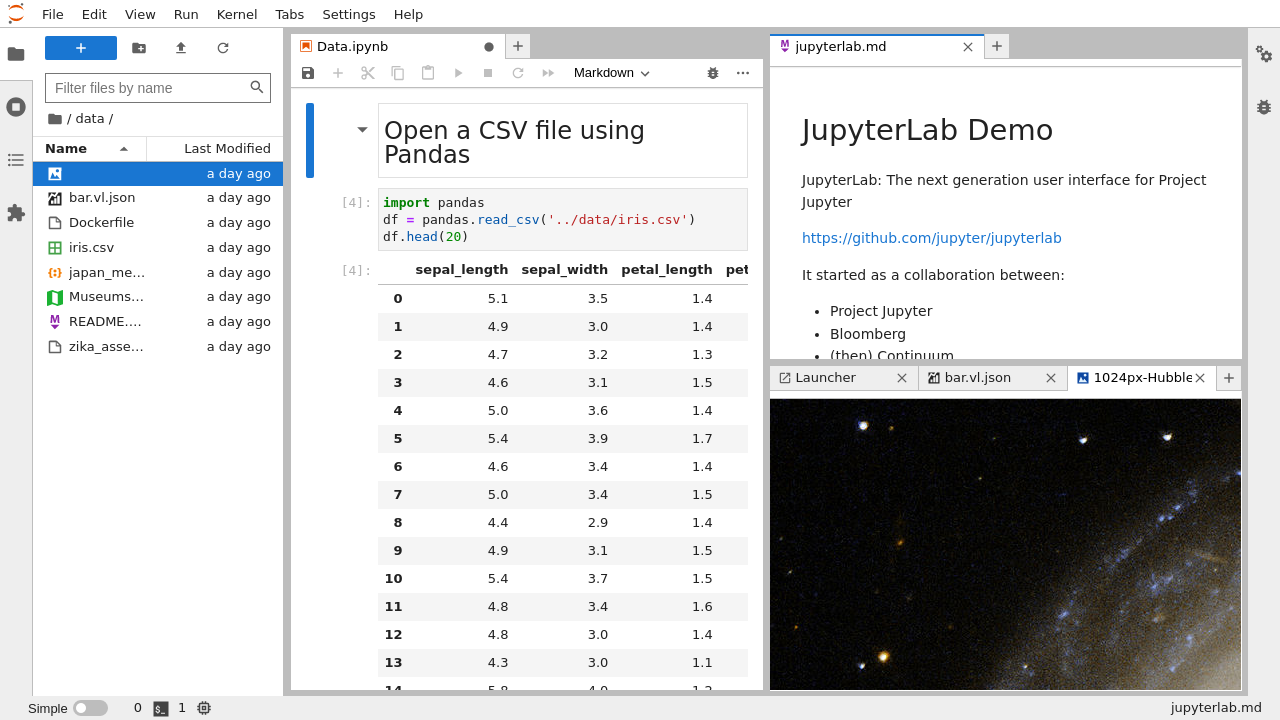 File Edit View Run Kernel Tabs Settings Help
/ data /
Filter files by name
Name Last Modified
a day ago
bar.vl.json a day ago
Dockerfile a day ago
iris.csv a day ago
japan_me… a day ago
Museums… a day ago
README.… a day ago
zika_asse… a day ago
Data.ipynb
Markdown
Open a CSV file using
Pandas
[4]:
import pandas
df = pandas.read_csv('../data/iris.csv')
df.head(20)
[4]:
sepal_length sepal_width petal_length pet
0 5.1 3.5 1.4
1 4.9 3.0 1.4
2 4.7 3.2 1.3
3 4.6 3.1 1.5
4 5.0 3.6 1.4
5 5.4 3.9 1.7
6 4.6 3.4 1.4
7 5.0 3.4 1.5
8 4.4 2.9 1.4
9 4.9 3.1 1.5
10 5.4 3.7 1.5
11 4.8 3.4 1.6
12 4.8 3.0 1.4
13 4.3 3.0 1.1
14 5.8 4.0 1.2
jupyterlab.md
JupyterLab Demo
JupyterLab: The next generation user interface for Project
Jupyter
https://github.com/jupyter/jupyterlab
It started as a collaboration between:
• Project Jupyter
• Bloomberg
• (then) Continuum
Launcher bar.vl.json 1024px-Hubble
Simple 0 1 jupyterlab.md